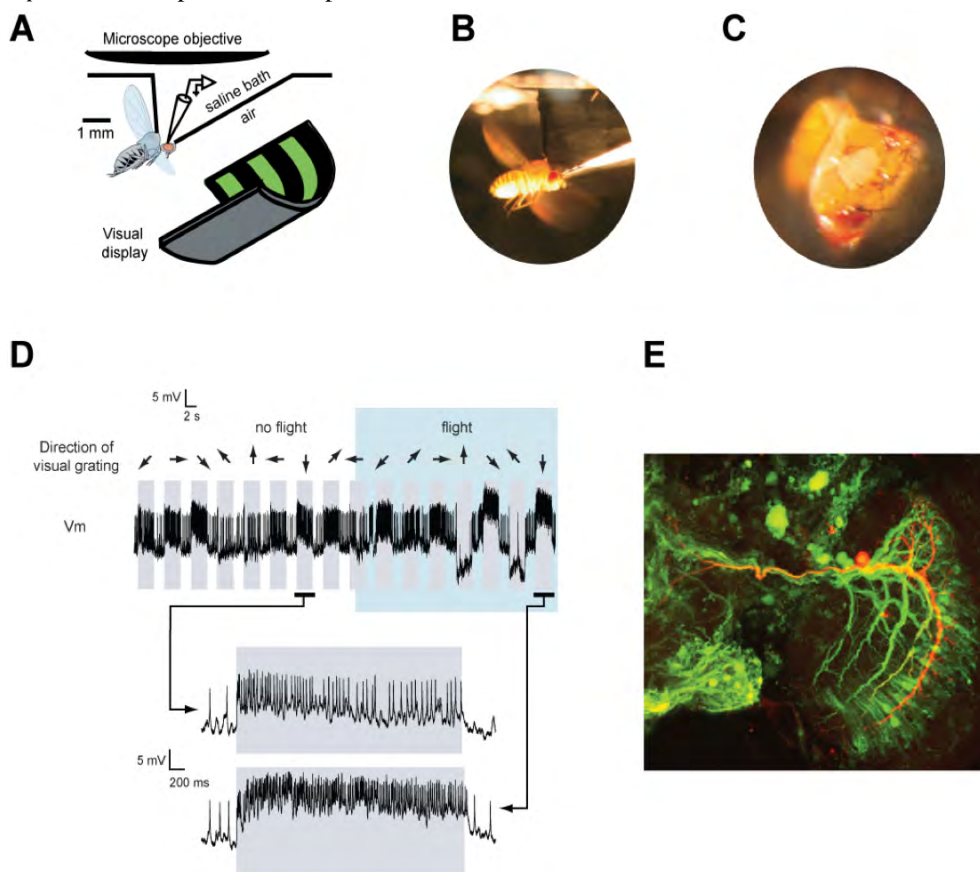 A
Microscope objective
saline bath
air
1 mm
Visual
display
B
C
D
5 mV
2 s
no flight
flight
Direction of
visual grating
Vm
5 mV
200 ms
E